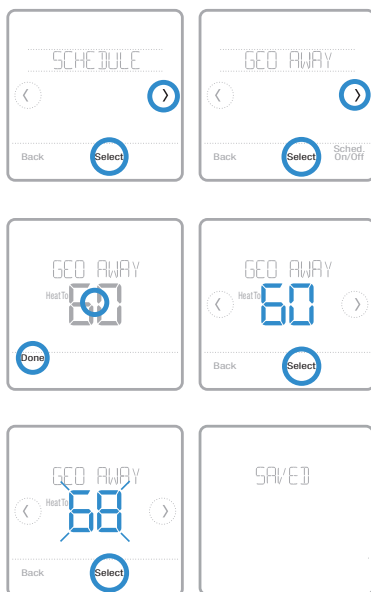 SCHEDULE
Back
Select
GEO AWAY
Back
Select
Sched.
On/Off
GEO AWAY
Heat To
60
Done
GEO AWAY
Heat To
60
Back
Select
GEO AWAY
Heat To
68
Back
Select
SAVED